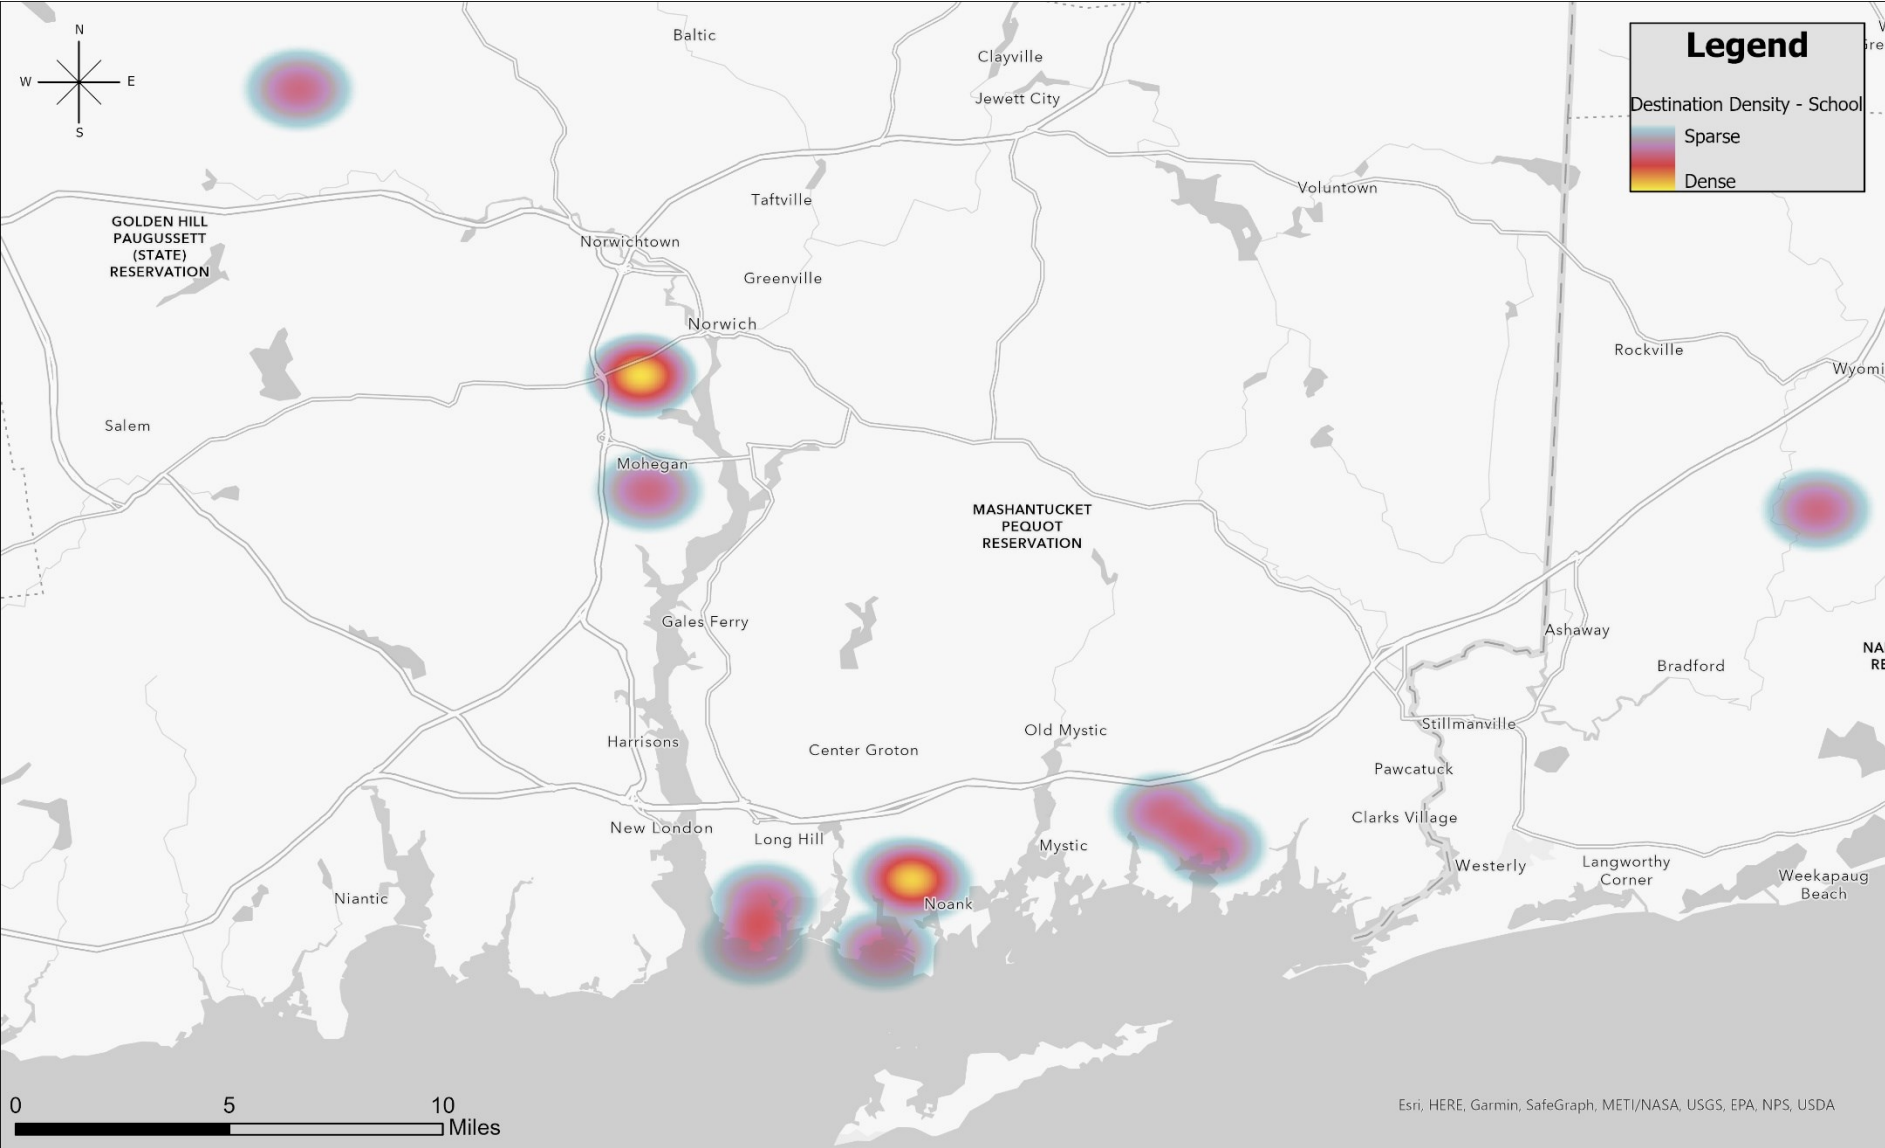 N
W
E
S
Baltic
Clayville
Jewett City
Legend
Destination Density - School
Sparse
Dense
Voluntown
Taftville
GOLDEN HILL
PAUGUSSETT
(STATE)
RESERVATION
Norwichtown
Greenville
Norwich
Rockville
Wyomi
Salem
Mohegan
MASHANTUCKET
PEQUOT
RESERVATION
Gales Ferry
Ashaway
NA
RE
Bradford
Stillmanville
Old Mystic
Harrisons
Center Groton
Pawcatuck
Clarks Village
New London
Long Hill
Mystic
Westerly
Langworthy
Corner
Weekapaug
Beach
Niantic
Noank
0
5
10
Miles
Esri, HERE, Garmin, SafeGraph, METI/NASA, USGS, EPA, NPS, USDA